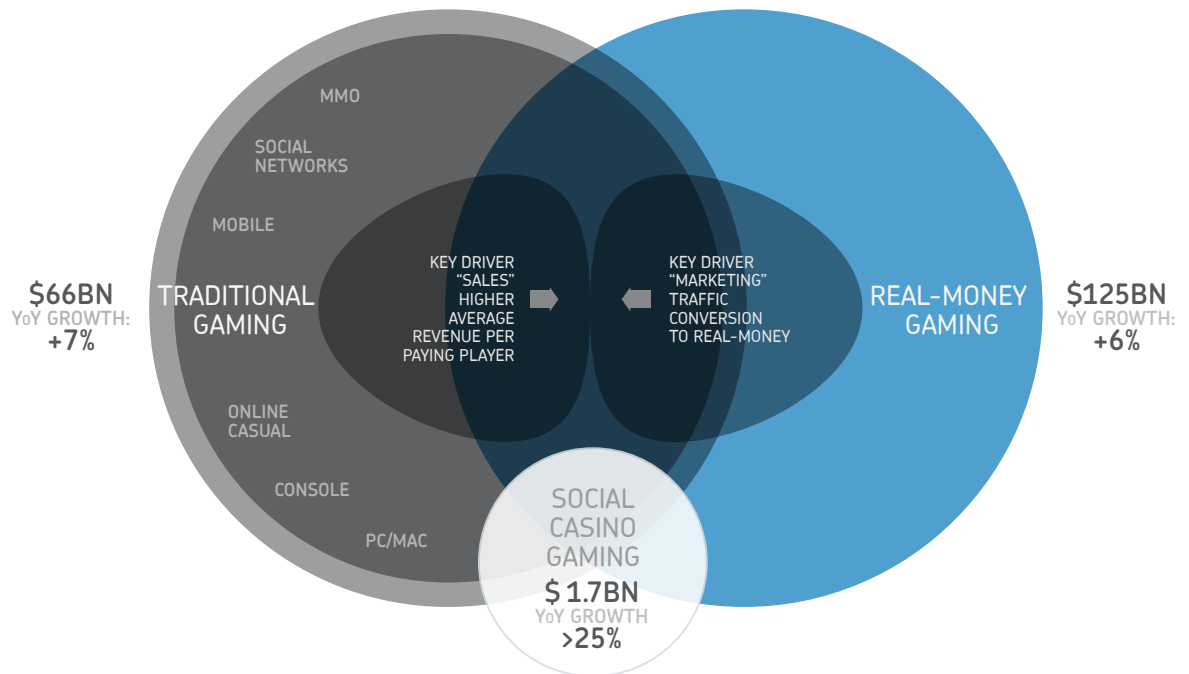 MMO
SOCIAL
NETWORKS
MOBILE
$66BN
YoY GROWTH:
+7%
TRADITIONAL
GAMING
KEY DRIVER
“SALES”
HIGHER
AVERAGE
REVENUE PER
PAYING PLAYER
KEY DRIVER
“MARKETING”
TRAFFIC
CONVERSION
TO REAL-MONEY
REAL-MONEY
GAMING
$125BN
YoY GROWTH:
+6%
ONLINE
CASUAL
CONSOLE
PC/MAC
SOCIAL
CASINO
GAMING
$ 1.7BN
YoY GROWTH
>25%